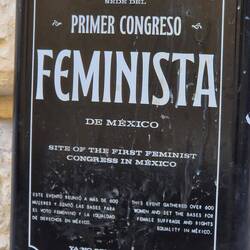 SEDE DEL
PRIMER CONGRESO
FEMINISTA
DE MÉXICO
SITE OF THE FIRST FEMINIST
CONGRESS IN MÉXICO
ESTE EVENTO REUNIÓ A MÁS DE 600
MUJERES Y SENTÓ LAS BASES PARA
EL VOTO FEMENINO Y LA IGUALDAD
DE DERECHOS EN MÉXICO.
THIS EVENT GATHERED OVER 600
WOMEN AND SET THE BASES FOR
FEMALE SUFFRAGE AND RIGHTS
EQUALITY IN MÉXICO.